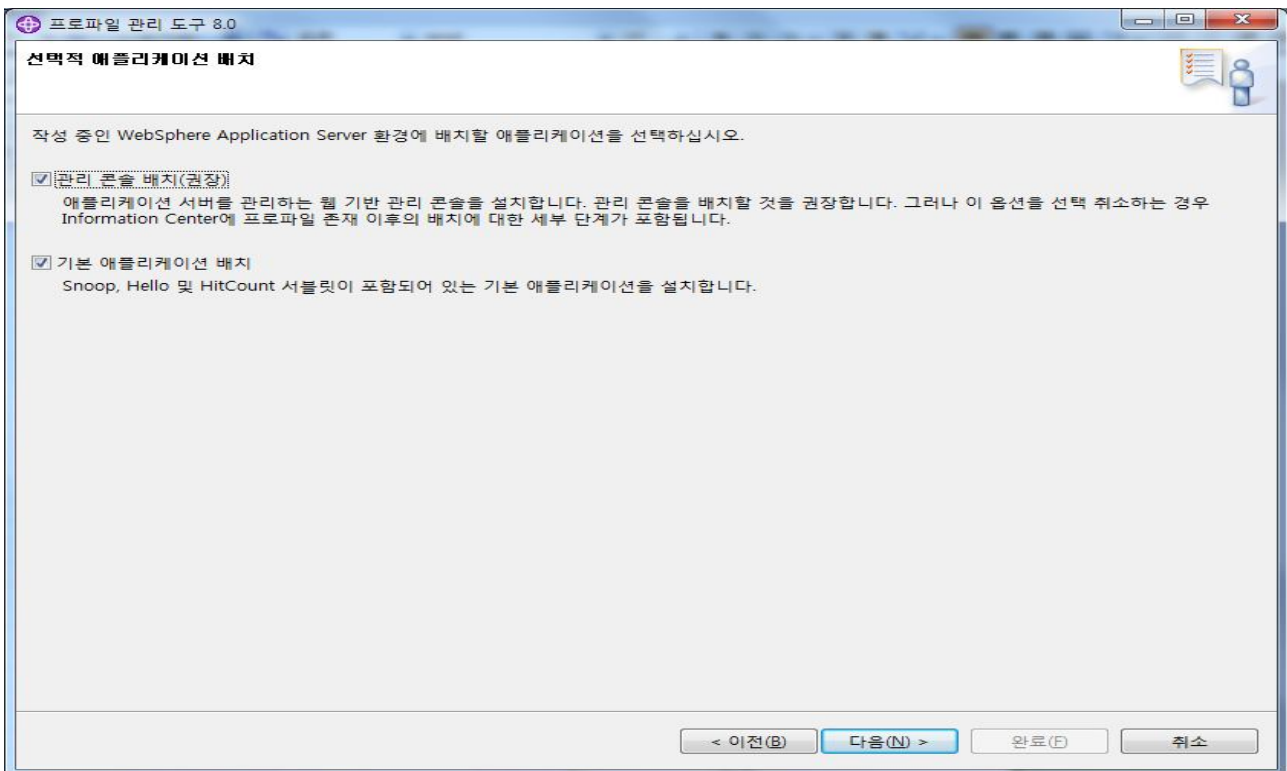 프로파일 관리 도구 8.0
선택적 애플리케이션 배치
작성 중인 WebSphere Application Server 환경에 배치할 애플리케이션을 선택하십시오.
관리 콘솔 배치(권장)
애플리케이션 서버를 관리하는 웹 기반 관리 콘솔을 설치합니다. 관리 콘솔을 배치할 것을 권장합니다. 그러나 이 옵션을 선택 취소하는 경우
Information Center에 프로파일 존재 이후의 배치에 대한 세부 단계가 포함됩니다.
기본 애플리케이션 배치
Snoop, Hello 및 HitCount 서블릿이 포함되어 있는 기본 애플리케이션을 설치합니다.
< 이전(B) 다음(N) > 완료(F) 취소